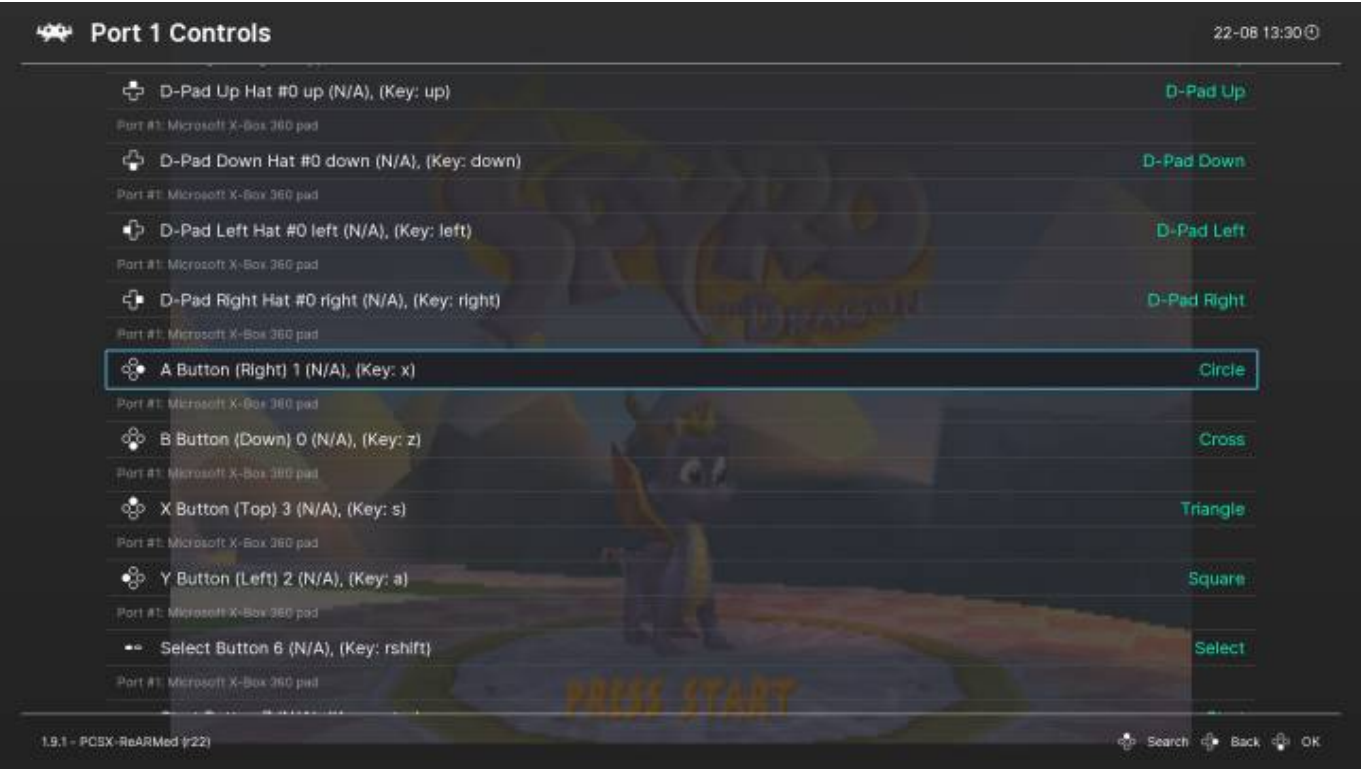 Port 1 Controls
22-08 13:30
D-Pad Up Hat #0 up (N/A), (Key: up) D-Pad Up
Port #1: Microsoft X-Box 360 pad
D-Pad Down Hat #0 down (N/A), (Key: down) D-Pad Down
Port #1: Microsoft X-Box 360 pad
D-Pad Left Hat #0 left (N/A), (Key: left) D-Pad Left
Port #1: Microsoft X-Box 360 pad
D-Pad Right Hat #0 right (N/A), (Key: right) D-Pad Right
Port #1: Microsoft X-Box 360 pad
A Button (Right) 1 (N/A), (Key: x) Circle
Port #1: Microsoft X-Box 360 pad
B Button (Down) 0 (N/A), (Key: z) Cross
Port #1: Microsoft X-Box 360 pad
X Button (Top) 3 (N/A), (Key: s) Triangle
Port #1: Microsoft X-Box 360 pad
Y Button (Left) 2 (N/A), (Key: a) Square
Port #1: Microsoft X-Box 360 pad
Select Button 6 (N/A), (Key: rshift) Select
Port #1: Microsoft X-Box 360 pad
SPYRO
THE DRAGON
PRESS START
1.9.1 - PCSX-ReARMed (r22)
Search Back OK